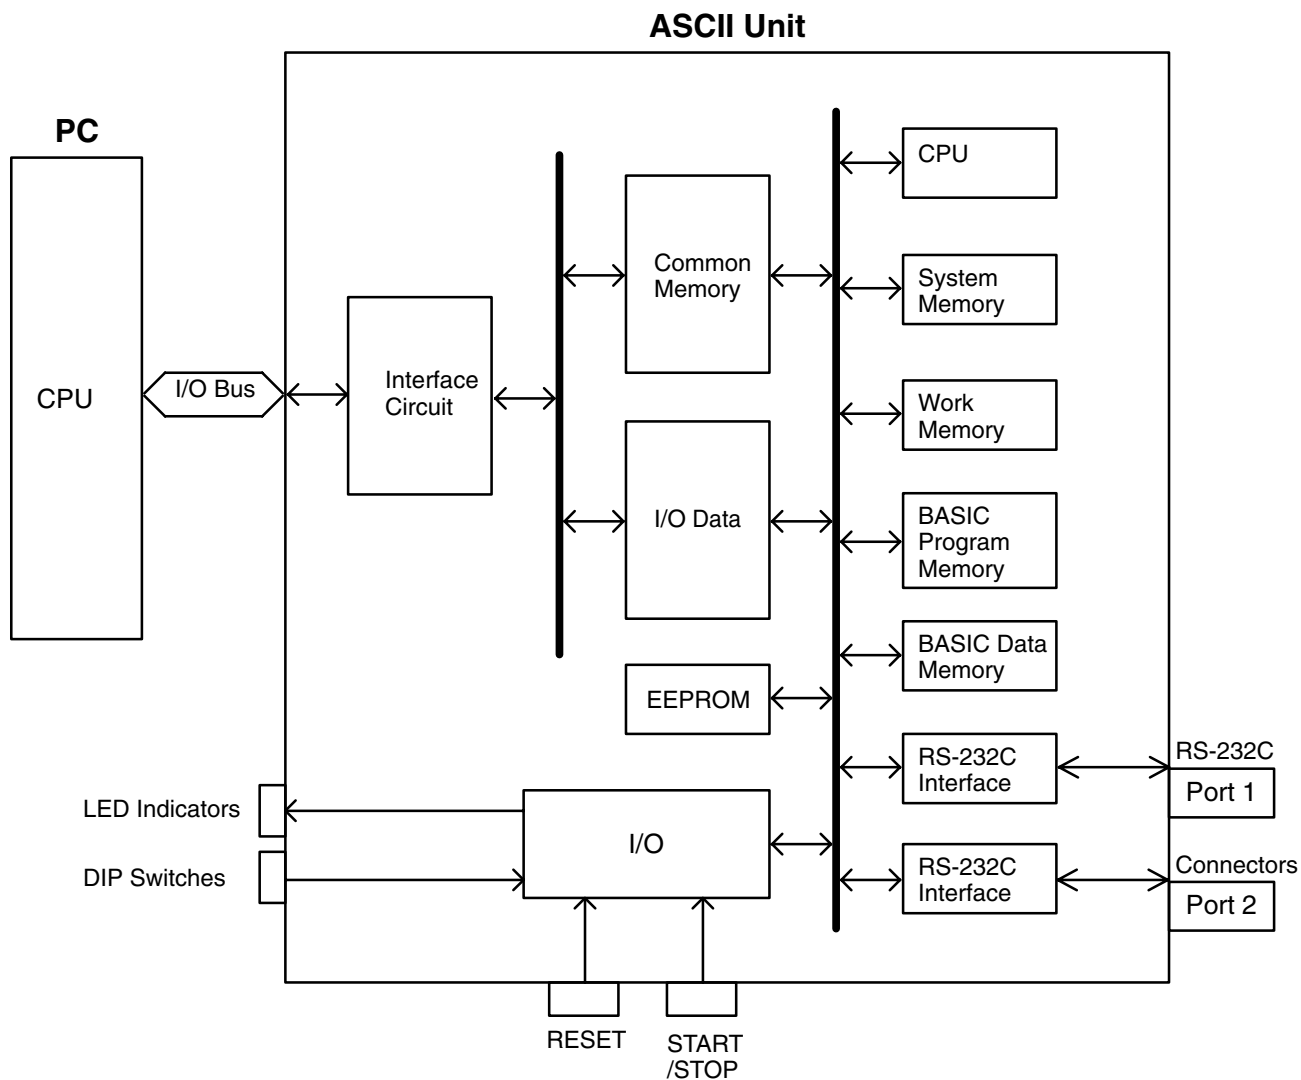 ASCII Unit
PC
CPU
I/O Bus
Interface
Circuit
Common
Memory
I/O Data
EEPROM
CPU
System
Memory
Work
Memory
BASIC
Program
Memory
BASIC Data
Memory
RS-232C
Interface
RS-232C
Port 1
RS-232C
Interface
Connectors
Port 2
LED Indicators
DIP Switches
I/O
RESET
START
/STOP